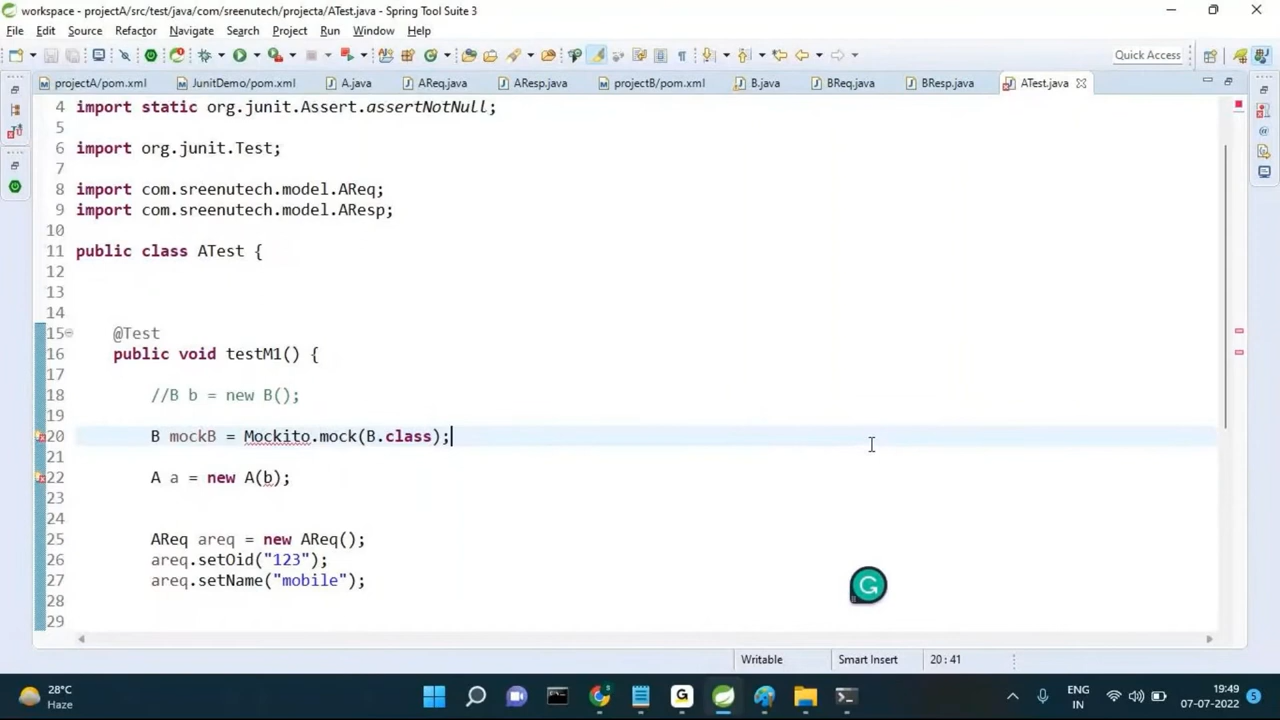 workspace - projectA/src/test/java/com/sreenutech/projecta/ATest.java - Spring Tool Suite 3
File Edit Source Refactor Navigate Search Project Run Window Help
Quick Access
projectA/pom.xml JunitDemo/pom.xml A.java AReq.java AResp.java projectB/pom.xml B.java BReq.java BResp.java ATest.java
4 import static org.junit.Assert.assertNotNull;
5
6 import org.junit.Test;
7
8 import com.sreenutech.model.AReq;
9 import com.sreenutech.model.AResp;
10
11 public class ATest {
12
13
14
15 @Test
16 public void testM1() {
17
18 //B b = new B();
19
20 B mockB = Mockito.mock(B.class);
21
22 A a = new A(b);
23
24
25 AReq areq = new AReq();
26 areq.setOid("123");
27 areq.setName("mobile");
28
29
Writable Smart Insert 20 : 41
28°C
Haze
ENG
IN
19:49
07-07-2022
5